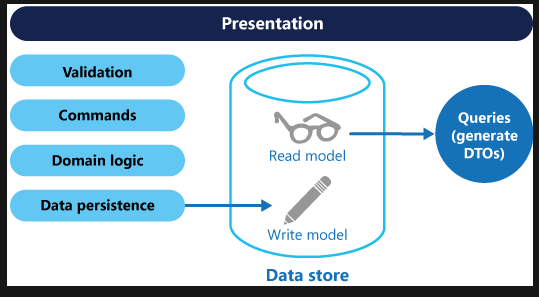 Presentation
Validation
Commands
Domain logic
Data persistence
Read model
Write model
Data store
Queries
(generate
DTOs)